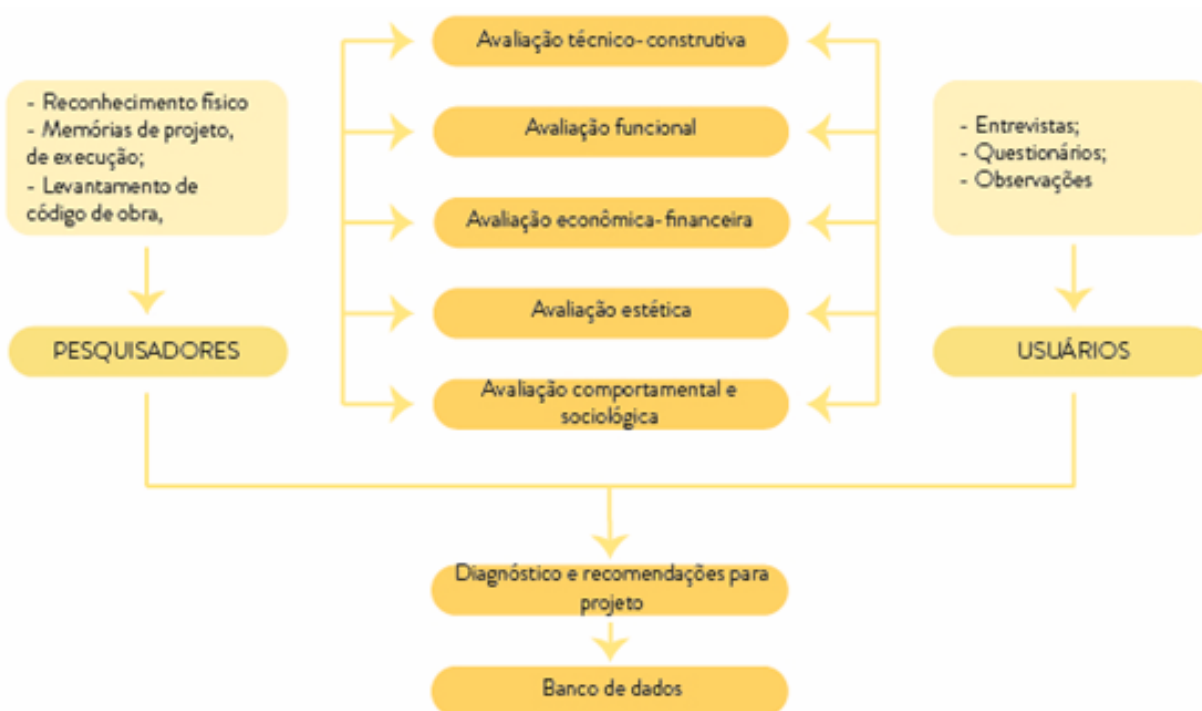 Avaliação técnico-construtiva
- Reconhecimento físico
- Memórias de projeto,
de execução;
- Levantamento de
código de obra,
Avaliação funcional
- Entrevistas;
- Questionários;
- Observações
Avaliação econômica-financeira
Avaliação estética
PESQUISADORES
USUÁRIOS
Avaliação comportamental e
sociológica
Diagnóstico e recomendações para
projeto
Banco de dados